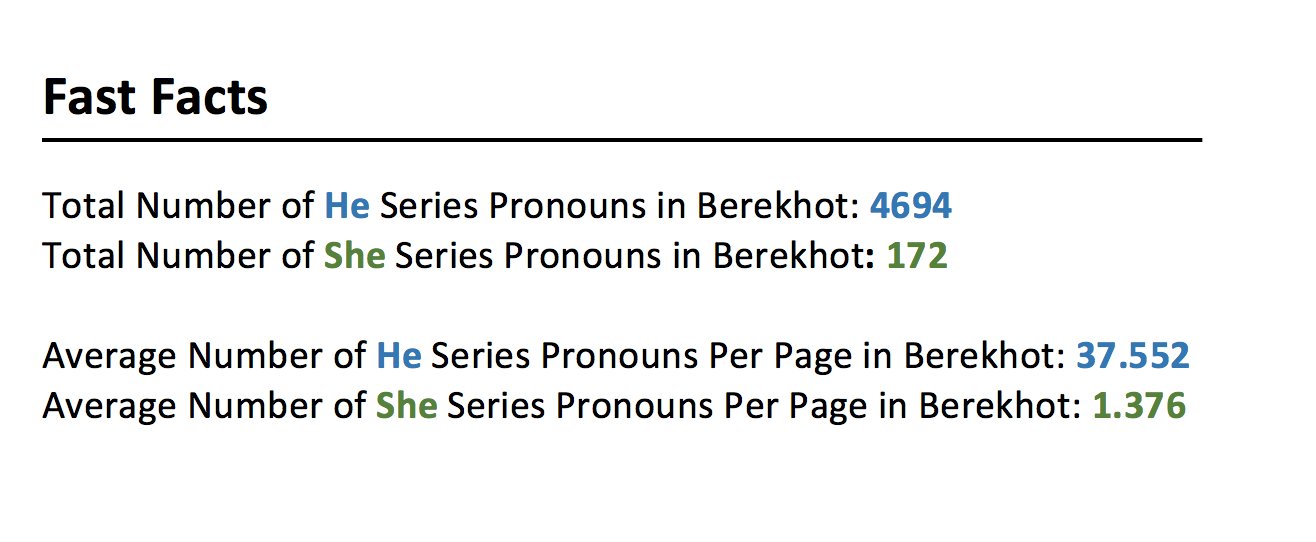 Fast Facts
Total Number of He Series Pronouns in Berekhot: 4694
Total Number of She Series Pronouns in Berekhot: 172
Average Number of He Series Pronouns Per Page in Berekhot: 37.552
Average Number of She Series Pronouns Per Page in Berekhot: 1.376